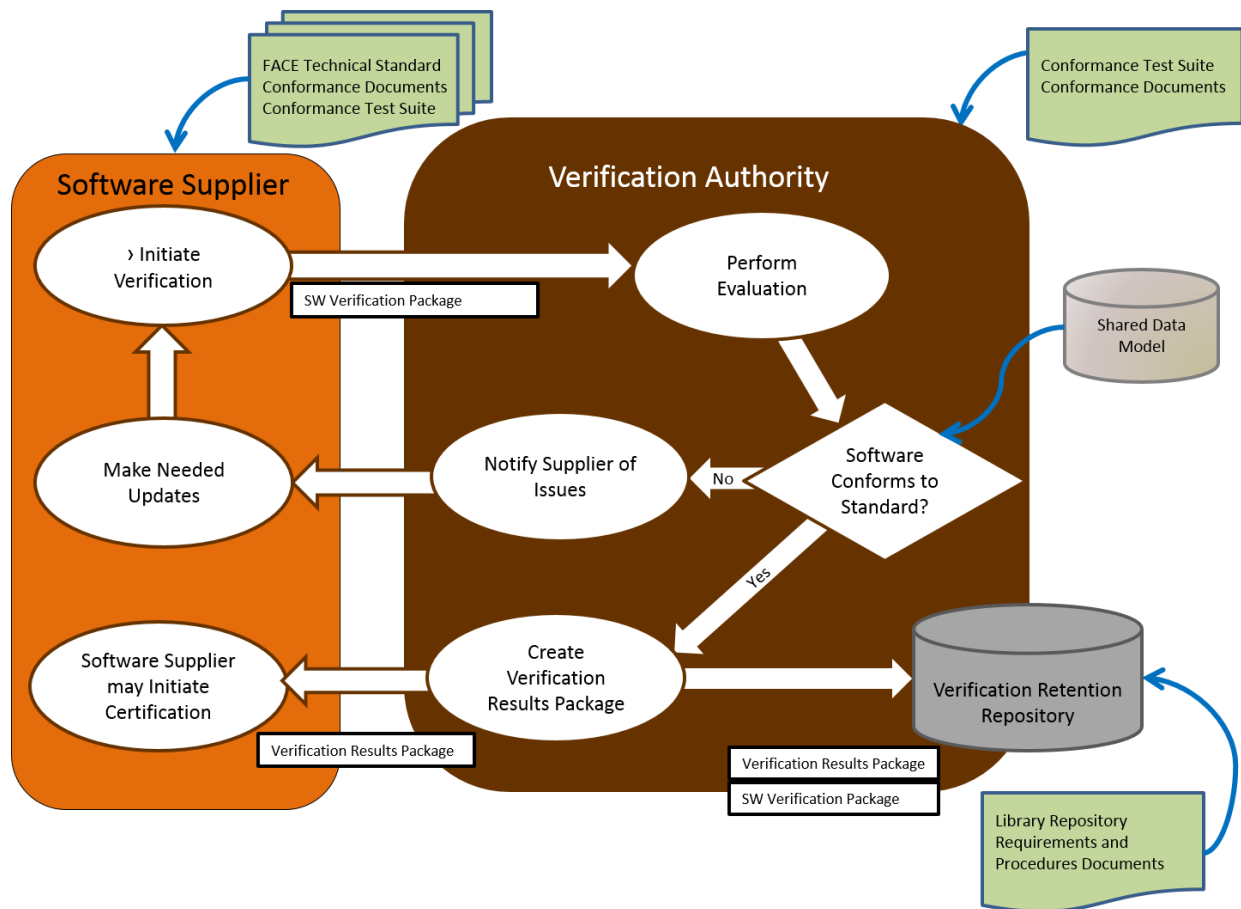 FACE Technical Standard
Conformance Documents
Conformance Test Suite
Conformance Test Suite
Conformance Documents
Software Supplier
Verification Authority
› Initiate
Verification
Perform
Evaluation
SW Verification Package
Shared Data
Model
Make Needed
Updates
Notify Supplier of
Issues
No
Software
Conforms to
Standard?
Yes
Software Supplier
may Initiate
Certification
Create
Verification
Results Package
Verification Retention
Repository
Verification Results Package
Verification Results Package
SW Verification Package
Library Repository
Requirements and
Procedures Documents